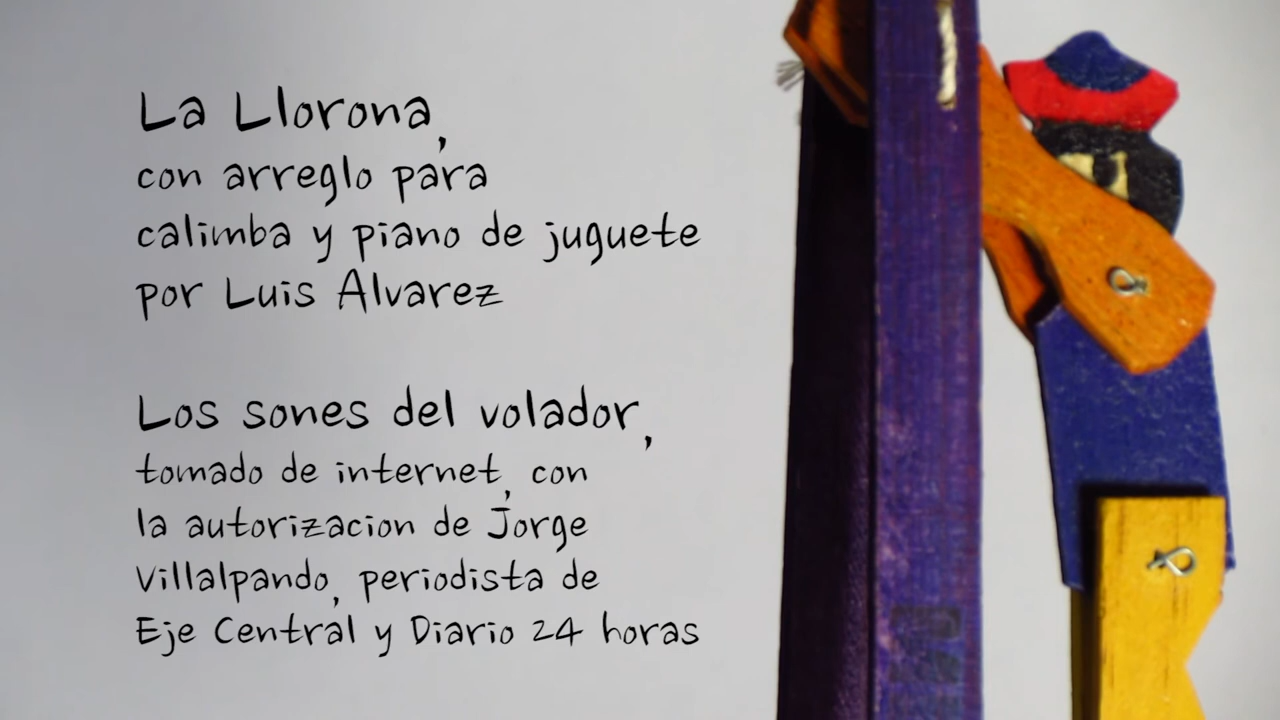 La Llorona,
con arreglo para
calimba y piano de juguete
por Luis Alvarez
Los sones del volador,
tomado de internet, con
la autorizacion de Jorge
Villalpando, periodista de
Eje Central y Diario 24 horas